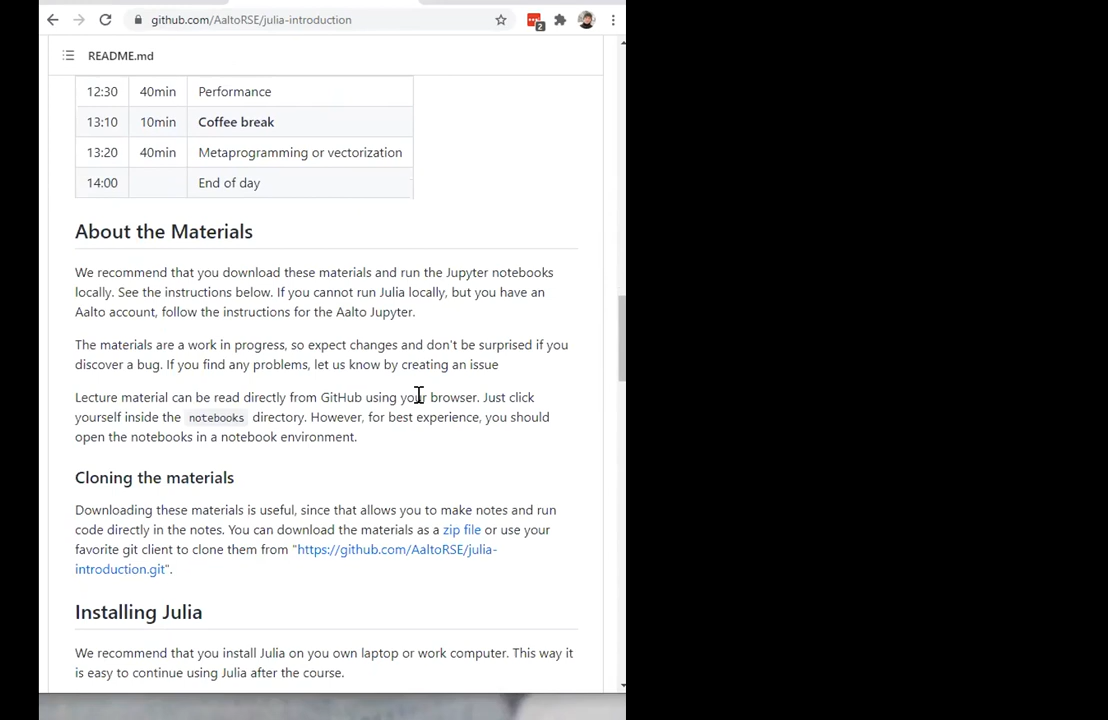 github.com/AaltoRSE/julia-introduction
2
README.md
12:30 40min Performance
13:10 10min Coffee break
13:20 40min Metaprogramming or vectorization
14:00 End of day
About the Materials
We recommend that you download these materials and run the Jupyter notebooks
locally. See the instructions below. If you cannot run Julia locally, but you have an
Aalto account, follow the instructions for the Aalto Jupyter.
The materials are a work in progress, so expect changes and don't be surprised if you
discover a bug. If you find any problems, let us know by creating an issue
Lecture material can be read directly from GitHub using your browser. Just click
yourself inside the notebooks directory. However, for best experience, you should
open the notebooks in a notebook environment.
Cloning the materials
Downloading these materials is useful, since that allows you to make notes and run
code directly in the notes. You can download the materials as a zip file or use your
favorite git client to clone them from "https://github.com/AaltoRSE/julia-
introduction.git".
Installing Julia
We recommend that you install Julia on you own laptop or work computer. This way it
is easy to continue using Julia after the course.